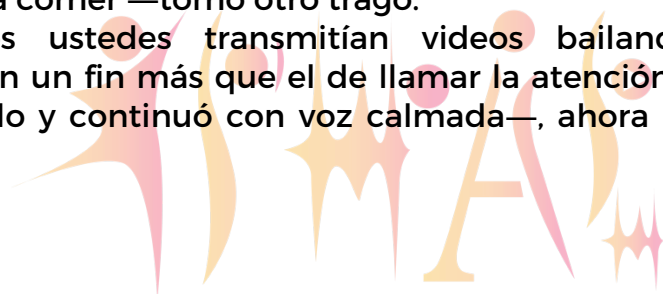 comer —tomó otro trago.
s ustedes transmitían videos bailand
n un fin más que el de llamar la atención
lo y continuó con voz calmada—, ahora